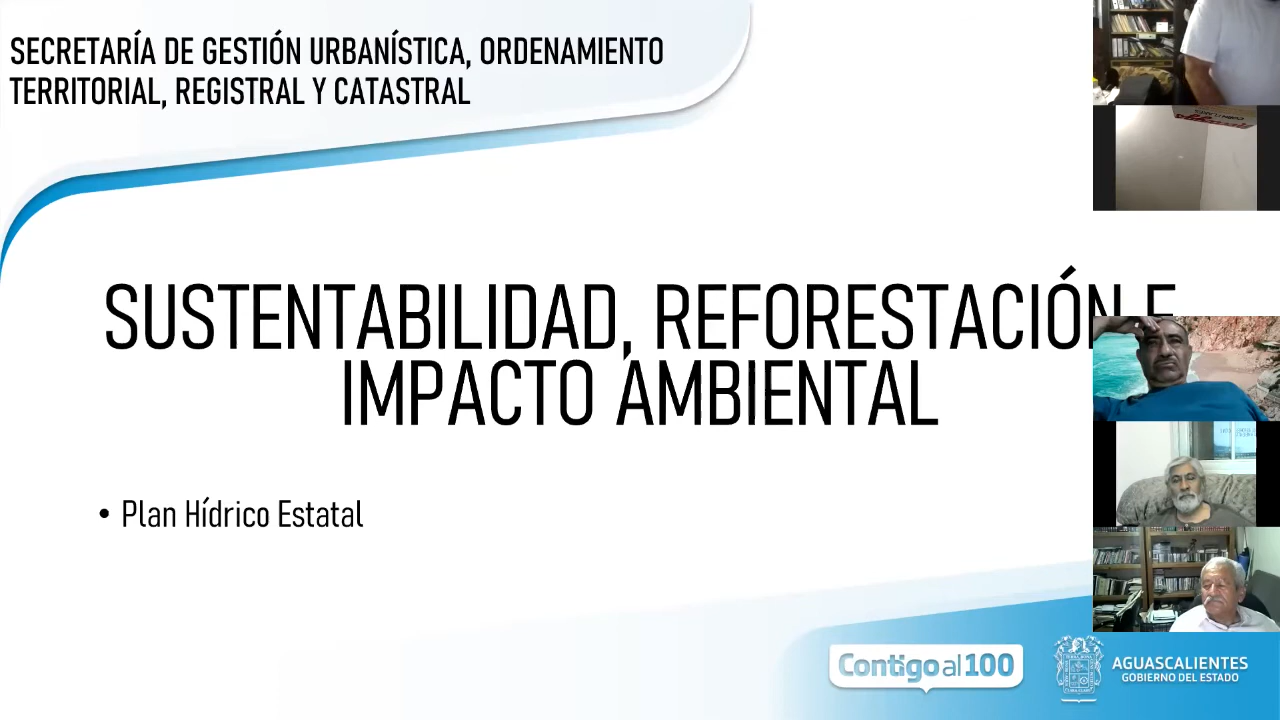 SECRETARÍA DE GESTIÓN URBANÍSTICA, ORDENAMIENTO
TERRITORIAL, REGISTRAL Y CATASTRAL
SUSTENTABILIDAD, REFORESTACIÓN E
IMPACTO AMBIENTAL
• Plan Hídrico Estatal
Contigo al 100
AGUASCALIENTES
GOBIERNO DEL ESTADO